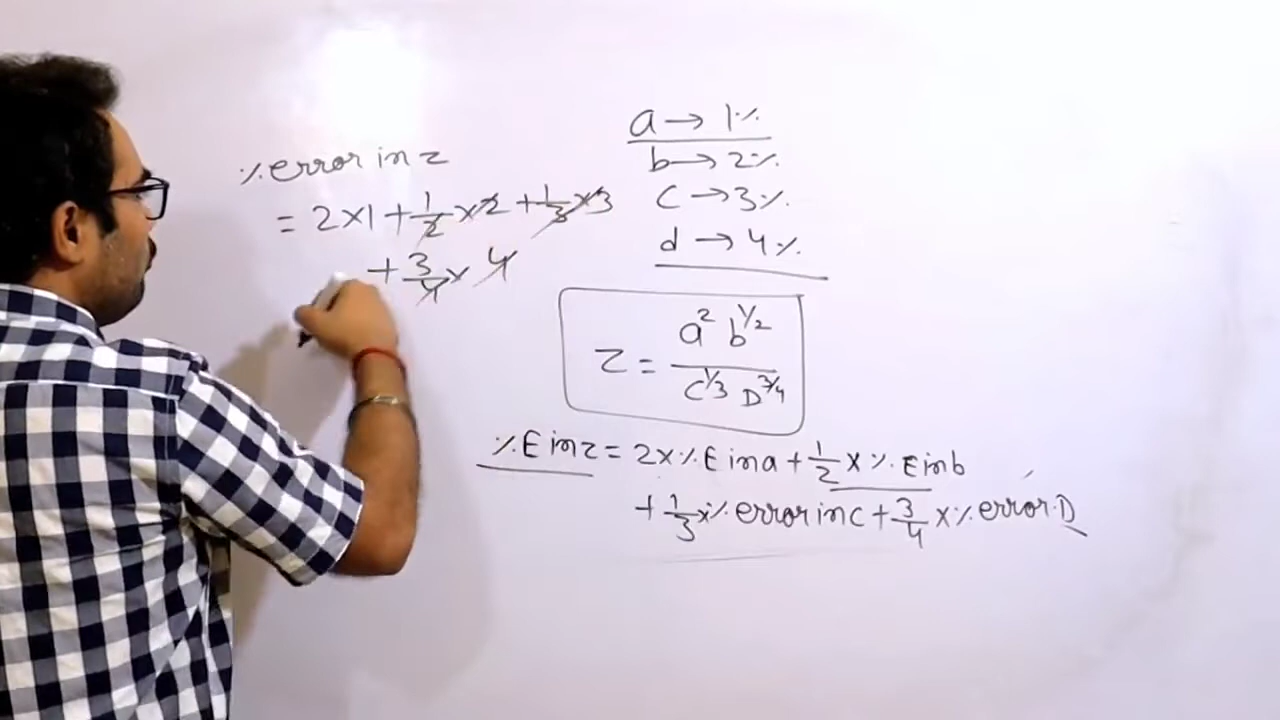 % error in z
= 2×1 + 1/2 ×2 + 1/3 ×3
+ 3/4 × 4
a → 1%
b → 2%
c → 3%
d → 4%
z = a² b^1/2 / c^1/3 D^3/4
% E in z = 2×% E in a + 1/2 × % E in b
+ 1/3 ×% error in c + 3/4 ×% error. D